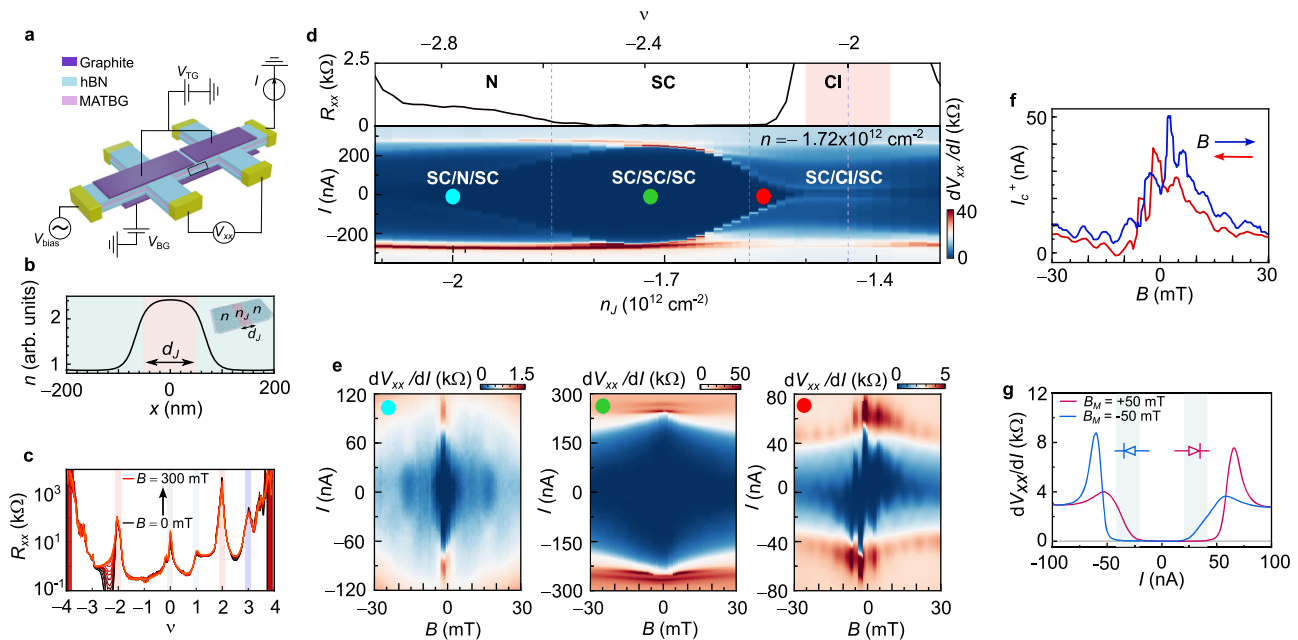 a
Graphite
hBN
MATBG
V_TG
I
V_bias
V_BG
V_xx
b
n (arb. units)
2
1
n n_J n
d_J
d_J
−200 −100 0 100 200
x (nm)
c
R_xx (kΩ)
10^3
10^1
10^−1
B = 300 mT
B = 0 mT
−4 −3 −2 −1 0 1 2 3 4
ν
d
ν
−2.8 −2.4 −2
R_xx (kΩ)
2.5
0
N SC CI
I (nA)
200
0
−200
n = − 1.72x10^12 cm^-2
SC/N/SC SC/SC/SC SC/CI/SC
dV_xx/dI (kΩ)
40
0
−2 −1.7 −1.4
n_J (10^12 cm^-2)
e
dV_xx/dI (kΩ)
0 1.5
I (nA)
120
60
0
−60
−120
−30 0 30
B (mT)
dV_xx/dI (kΩ)
0 50
I (nA)
300
150
0
−150
−300
−30 0 30
B (mT)
dV_xx/dI (kΩ)
0 5
I (nA)
80
40
0
−40
−80
−30 0 30
B (mT)
f
I_c^+ (nA)
50
0
B
−30 0 30
B (mT)
g
dV_XX/dI (kΩ)
12
8
4
0
B_M = +50 mT
B_M = -50 mT
-100 -50 0 50 100
I (nA)